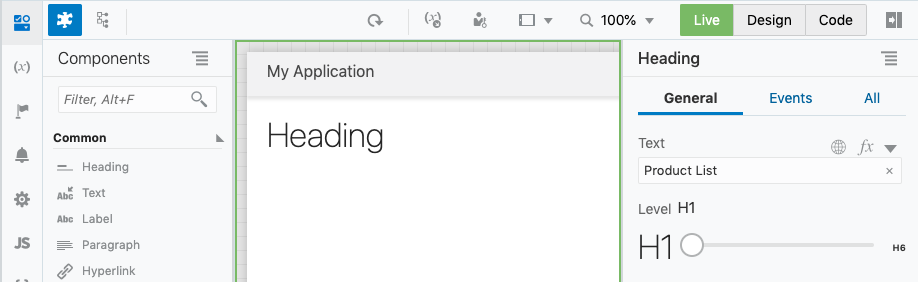 100%
Live
Design
Code
(x)
JS
Components
Filter, Alt+F
Common
Heading
Abc Text
Abc Label
Paragraph
Hyperlink
My Application
Heading
Heading
General
Events
All
Text
fx
Product List
Level H1
H1
H6